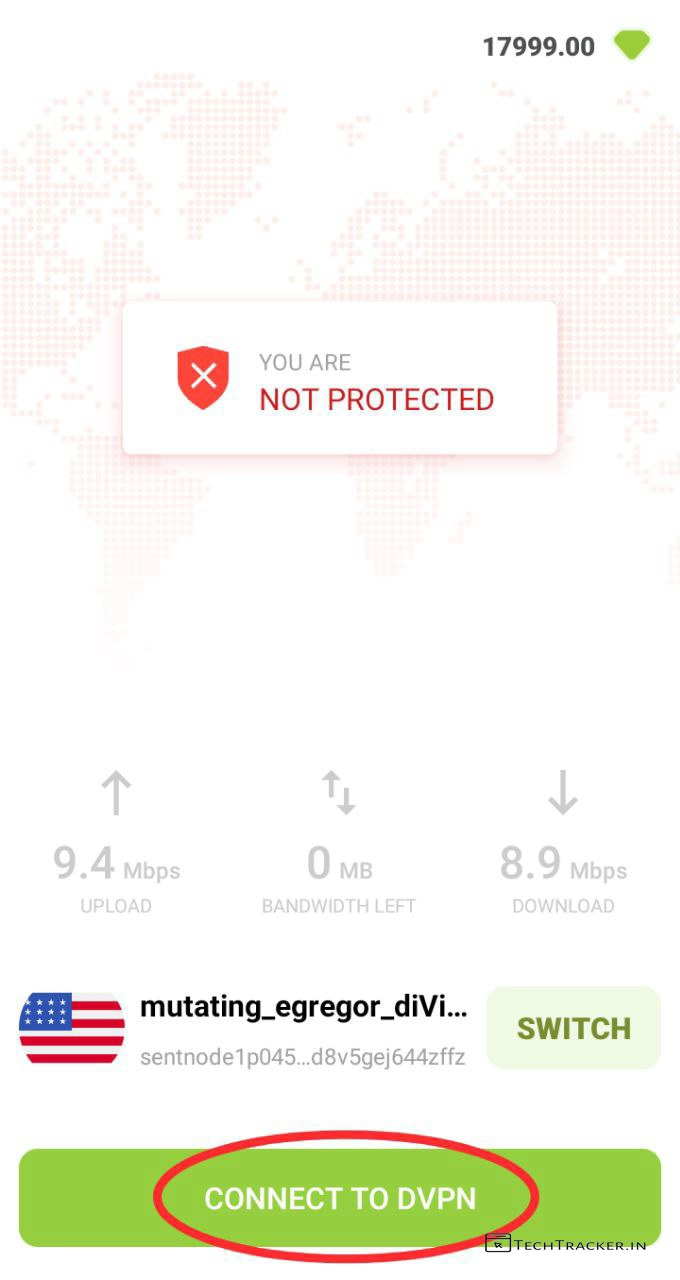 17999.00
YOU ARE
NOT PROTECTED
9.4 Mbps
UPLOAD
0 MB
BANDWIDTH LEFT
8.9 Mbps
DOWNLOAD
mutating_egregor_diVi...
sentnode1p045...d8v5gej644zffz
SWITCH
CONNECT TO DVPN
TECHTRACKER.IN